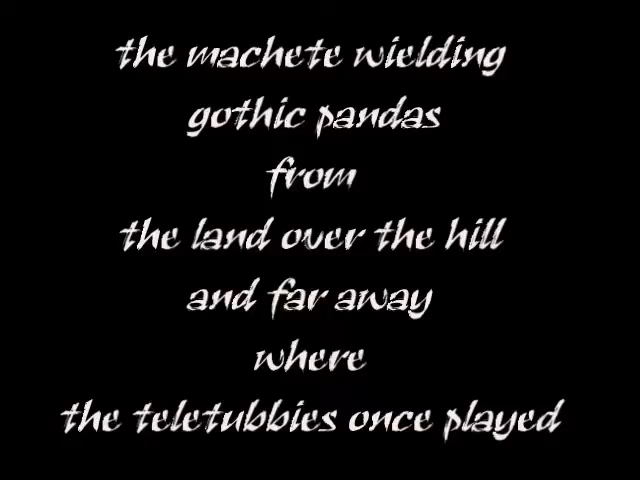 the machete wielding
gothic pandas
from
the land over the hill
and far away
where
the teletubbies once played